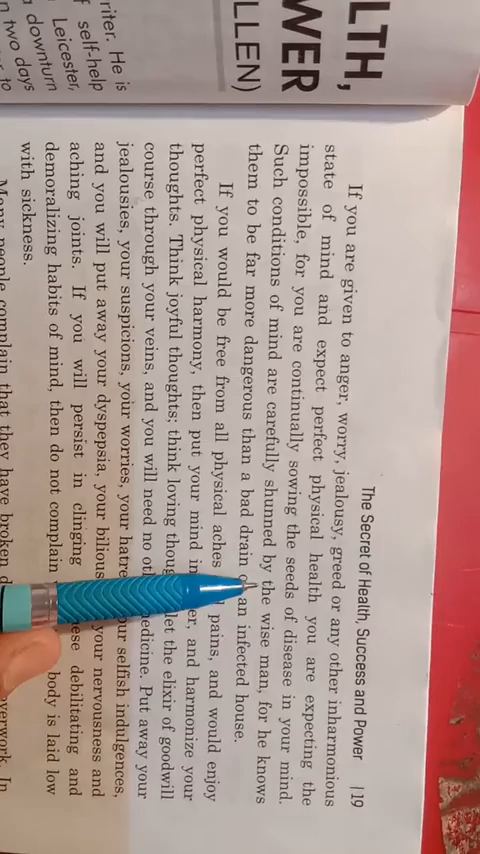 LTH,
WER
LLEN)
riter. He is
f self-help
Leicester,
downturn
n two days
The Secret of Health, Success and Power | 19
If you are given to anger, worry, jealousy, greed or any other inharmonious
state of mind and expect perfect physical health you are expecting the
impossible, for you are continually sowing the seeds of disease in your mind.
Such conditions of mind are carefully shunned by the wise man, for he knows
them to be far more dangerous than a bad drain an infected house.
If you would be free from all physical aches pains, and would enjoy
perfect physical harmony, then put your mind in er, and harmonize your
thoughts. Think joyful thoughts; think loving let the elixir of goodwill
course through your veins, and you will need no medicine. Put away your
jealousies, your suspicions, your worries, your selfish indulgences,
and you will put away your dyspepsia, your your nervousness and
aching joints. If you will persist in clinging debilitating and
demoralizing habits of mind, then do not complain body is laid low
with sickness.
Many people complain that they have broken In